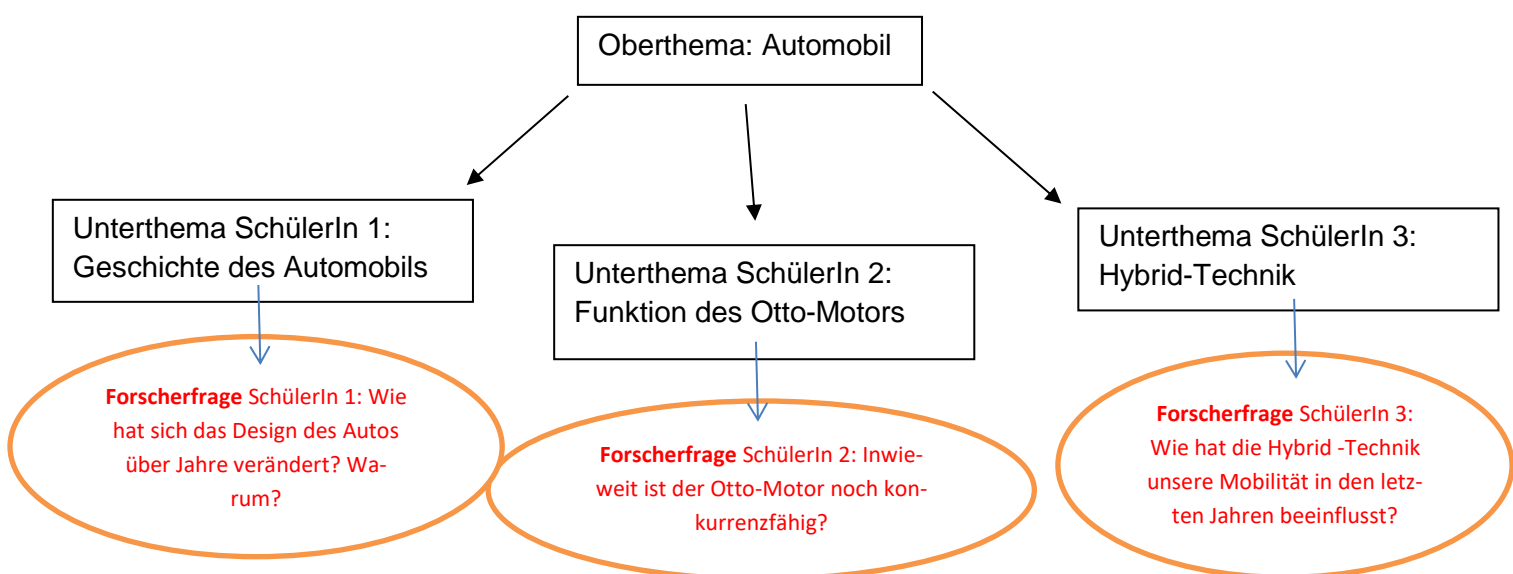 Oberthema: Automobil
Unterthema SchülerIn 1:
Geschichte des Automobils
Unterthema SchülerIn 2:
Funktion des Otto-Motors
Unterthema SchülerIn 3:
Hybrid-Technik
Forscherfrage SchülerIn 1: Wie
hat sich das Design des Autos
über Jahre verändert? Wa-
rum?
Forscherfrage SchülerIn 2: Inwie-
weit ist der Otto-Motor noch kon-
kurrenzfähig?
Forscherfrage SchülerIn 3:
Wie hat die Hybrid -Technik
unsere Mobilität in den letz-
ten Jahren beeinflusst?